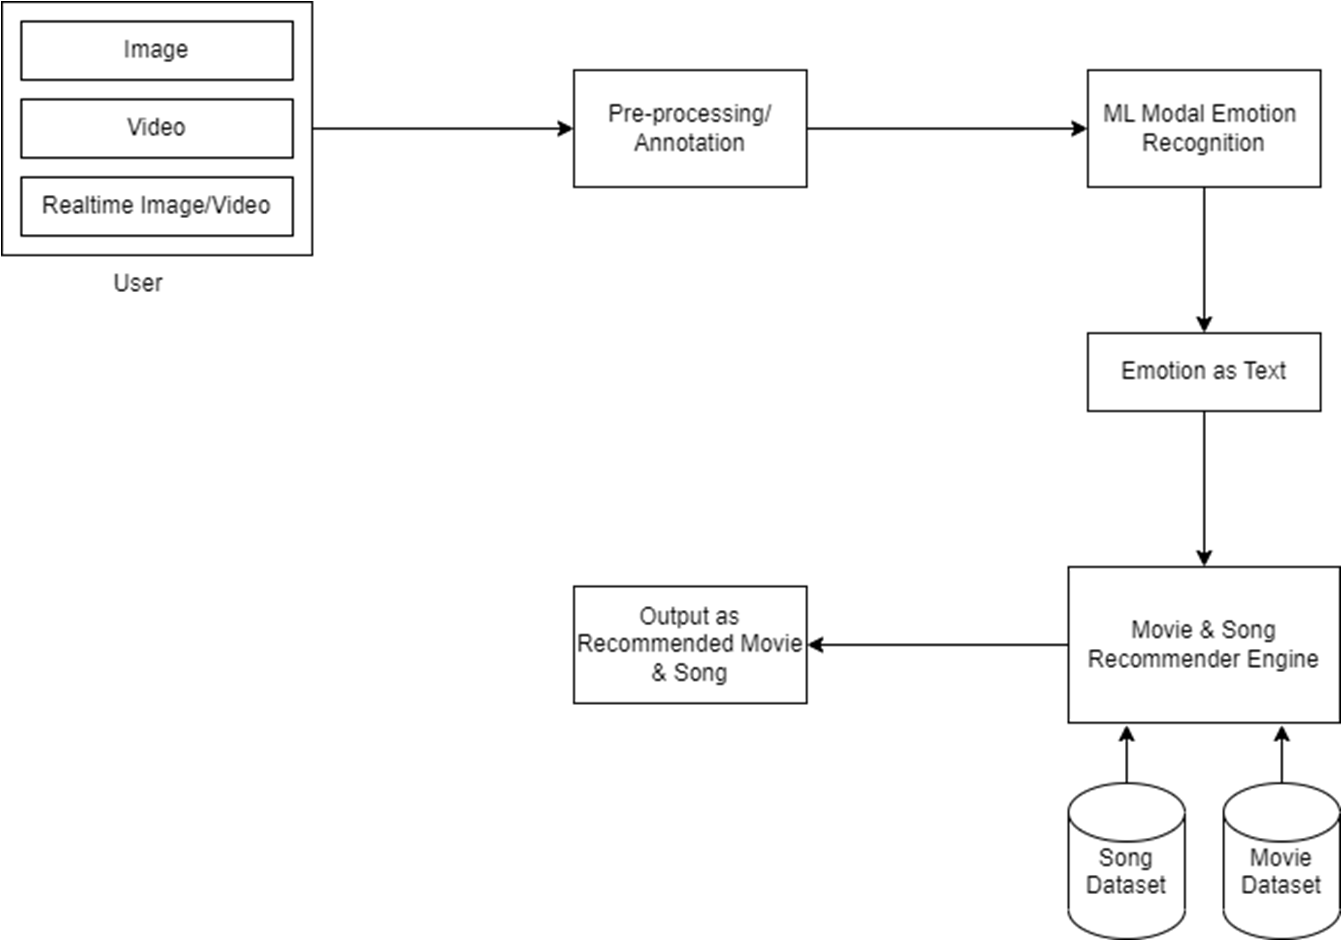 Image
Video
Realtime Image/Video
User
Pre-processing/
Annotation
ML Modal Emotion
Recognition
Emotion as Text
Movie & Song
Recommender Engine
Output as
Recommended Movie
& Song
Song
Dataset
Movie
Dataset